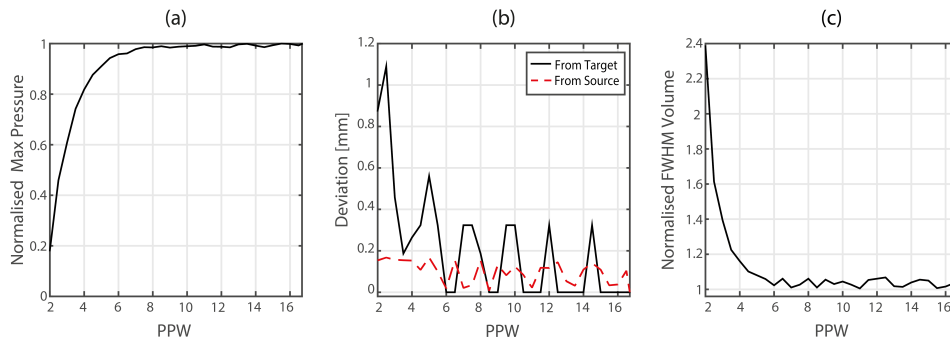 (a)
Normalised Max Pressure
1
0.8
0.6
0.4
0.2
0
2 4 6 8 10 12 14 16
PPW
(b)
Deviation [mm]
1.2
1
0.8
0.6
0.4
0.2
0
From Target
From Source
2 4 6 8 10 12 14 16
PPW
(c)
Normalised FWHM Volume
2.4
2.2
2
1.8
1.6
1.4
1.2
1
2 4 6 8 10 12 14 16
PPW